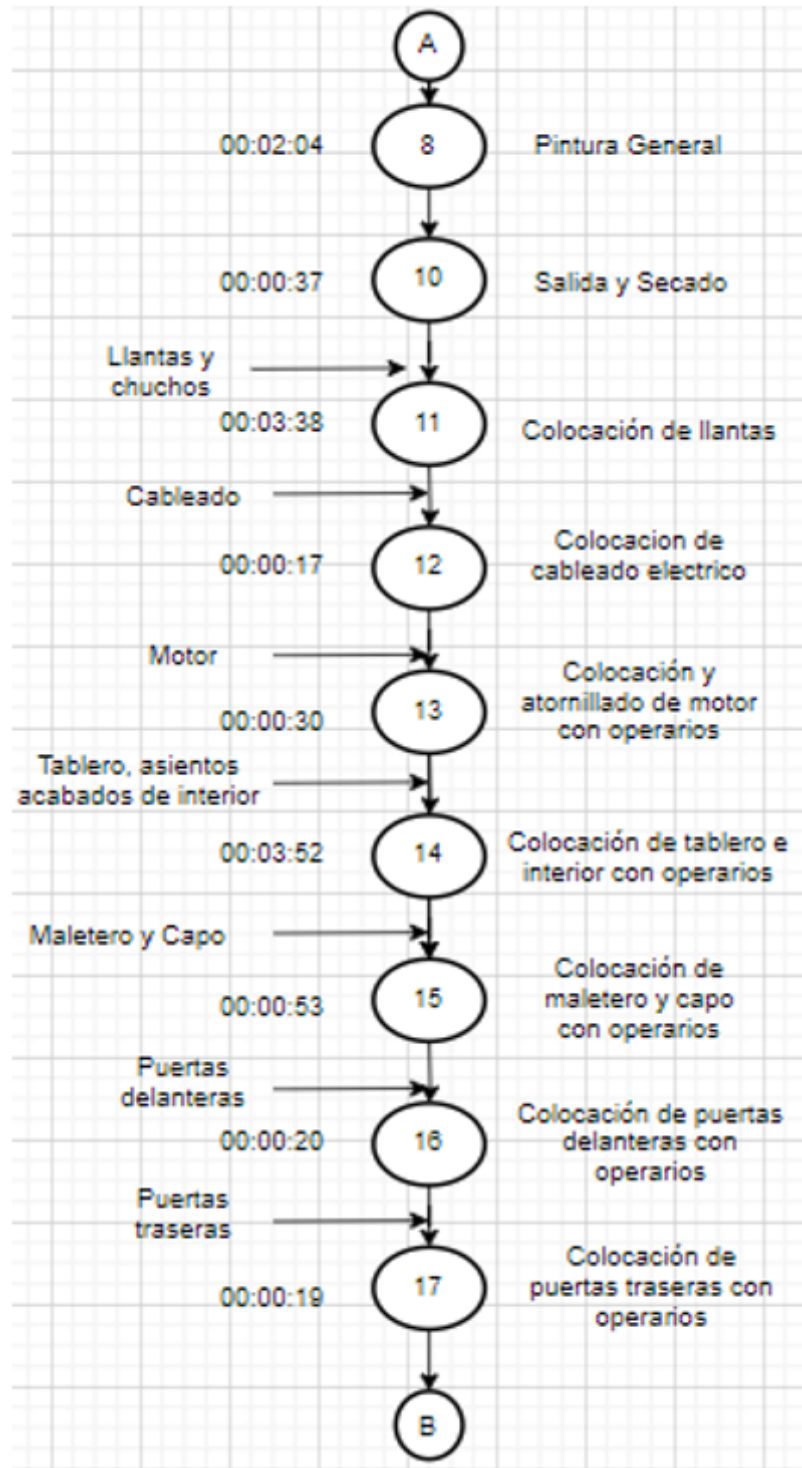 A
00:02:04
8
Pintura General
00:00:37
10
Salida y Secado
Llantas y
chuchos
00:03:38
11
Colocación de llantas
Cableado
00:00:17
12
Colocacion de
cableado electrico
Motor
00:00:30
13
Colocación y
atornillado de motor
con operarios
Tablero, asientos
acabados de interior
00:03:52
14
Colocación de tablero e
interior con operarios
Maletero y Capo
00:00:53
15
Colocación de
maletero y capo
con operarios
Puertas
delanteras
00:00:20
16
Colocación de puertas
delanteras con
operarios
Puertas
traseras
00:00:19
17
Colocación de
puertas traseras con
operarios
B